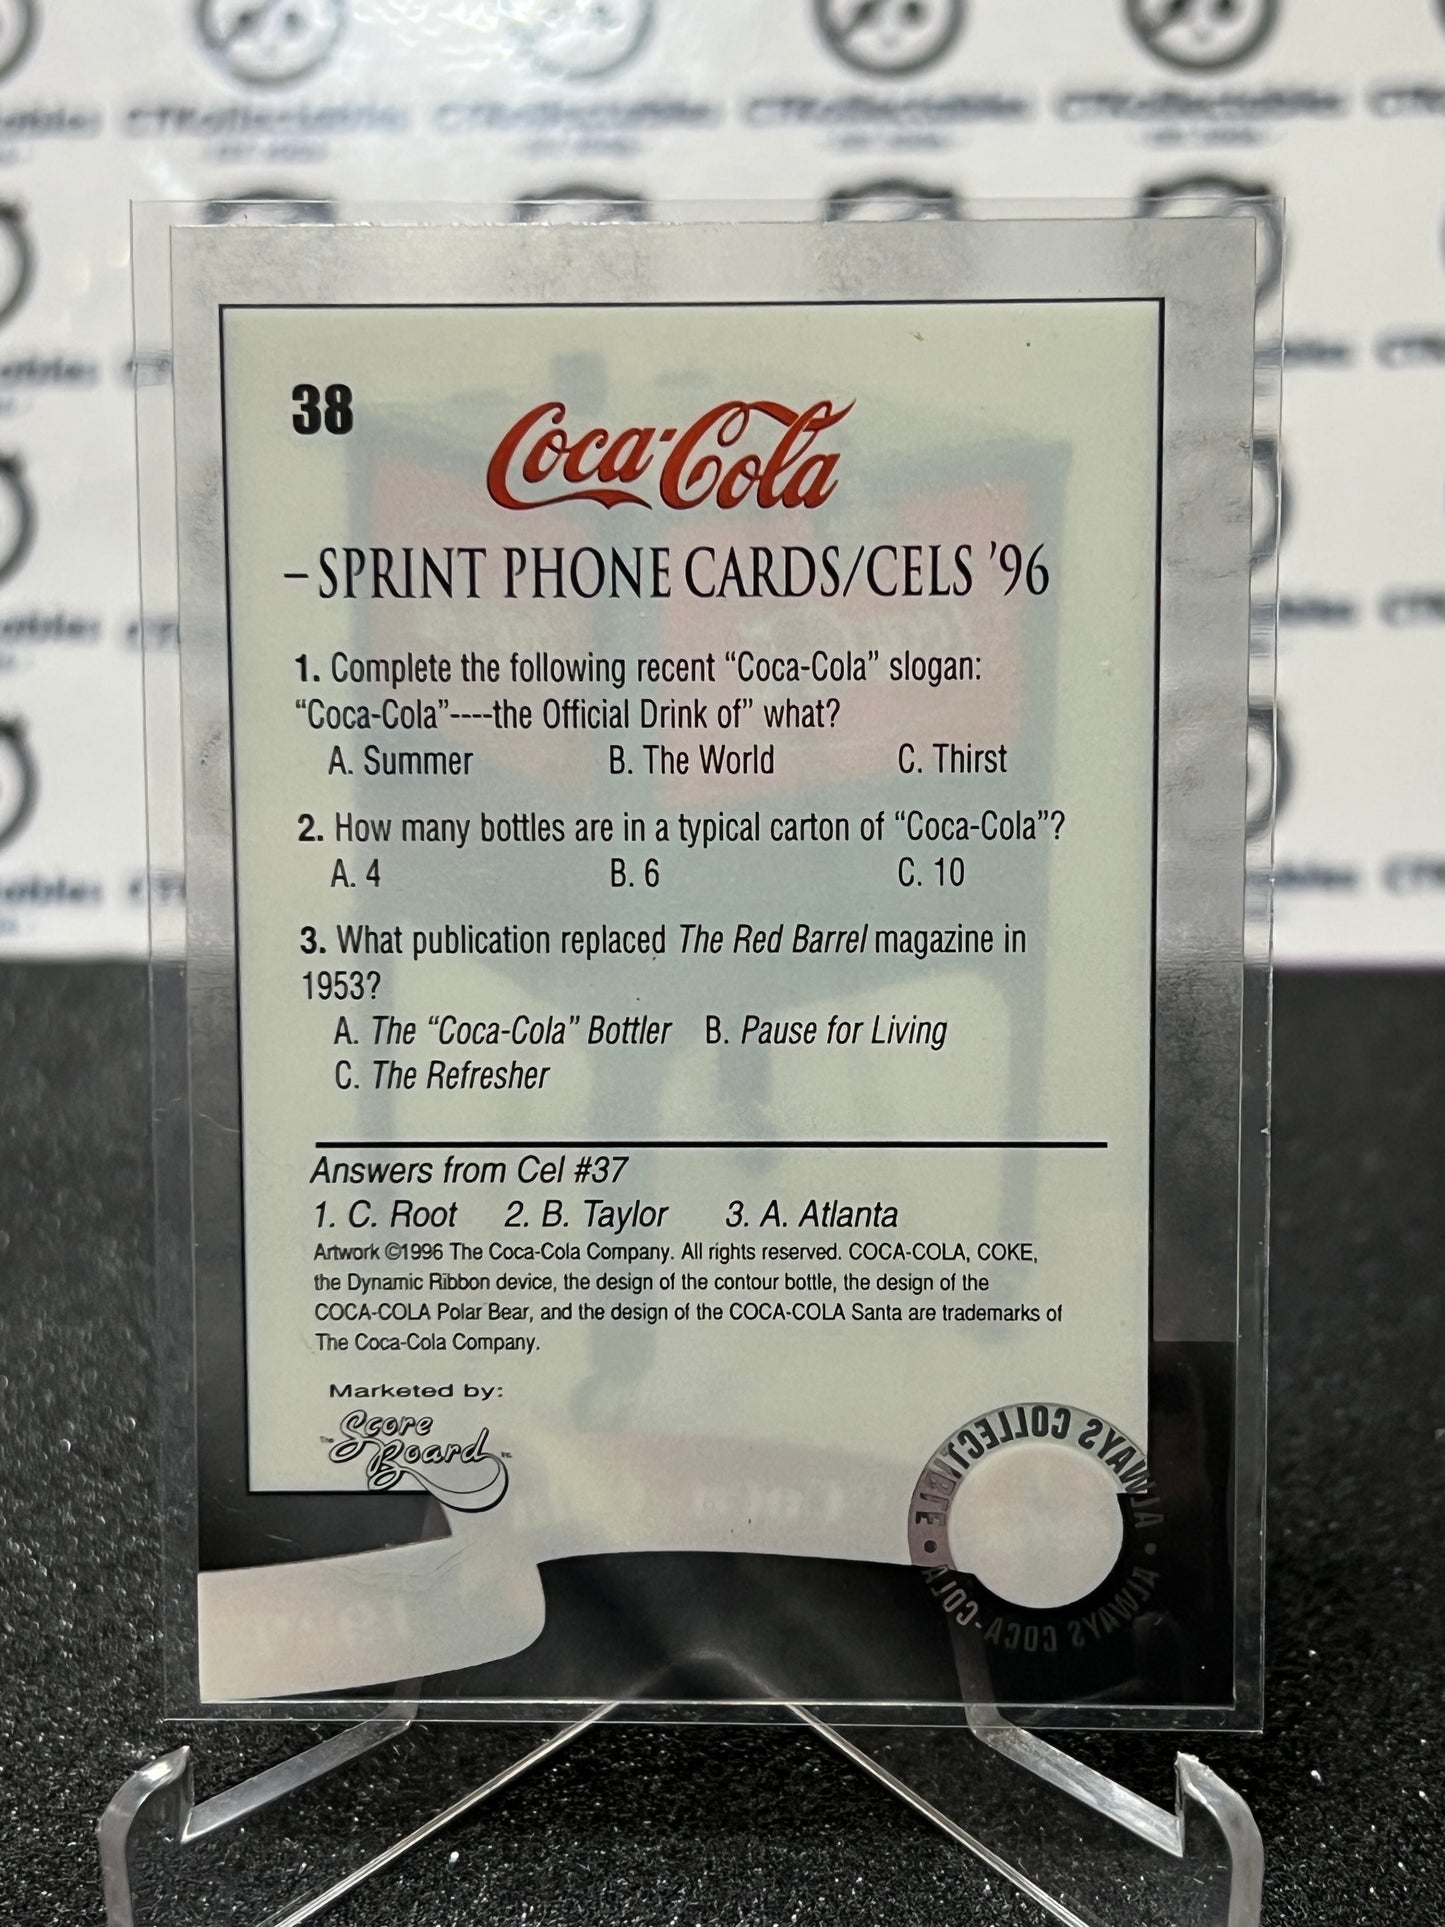 38
Coca-Cola
– SPRINT PHONE CARDS/CELS ’96
1. Complete the following recent “Coca-Cola” slogan:
“Coca-Cola”----the Official Drink of” what?
A. Summer B. The World C. Thirst
2. How many bottles are in a typical carton of “Coca-Cola”?
A. 4 B. 6 C. 10
3. What publication replaced The Red Barrel magazine in
1953?
A. The “Coca-Cola” Bottler B. Pause for Living
C. The Refresher
Answers from Cel #37
1. C. Root 2. B. Taylor 3. A. Atlanta
Artwork ©1996 The Coca-Cola Company. All rights reserved. COCA-COLA, COKE,
the Dynamic Ribbon device, the design of the contour bottle, the design of the
COCA-COLA Polar Bear, and the design of the COCA-COLA Santa are trademarks of
The Coca-Cola Company.
Marketed by:
The Score Board Inc.
ALWAYS COLLECTIBLE • ALWAYS COCA-COLA •